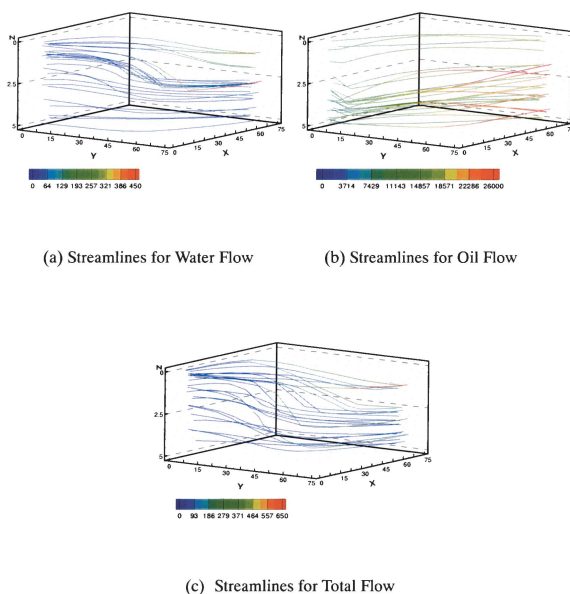 N
0
2.5
5
0 15 30 45 60 75
Y
0 15 30 45 60 75
X
0 64 129 193 257 321 386 450
(a) Streamlines for Water Flow
N
0
2.5
5
0 15 30 45 60 75
Y
0 15 30 45 60 75
X
0 3714 7429 11143 14857 18571 22286 26000
(b) Streamlines for Oil Flow
N
0
2.5
5
0 15 30 45 60 75
Y
0 15 30 45 60 75
X
0 93 186 279 371 464 557 650
(c) Streamlines for Total Flow